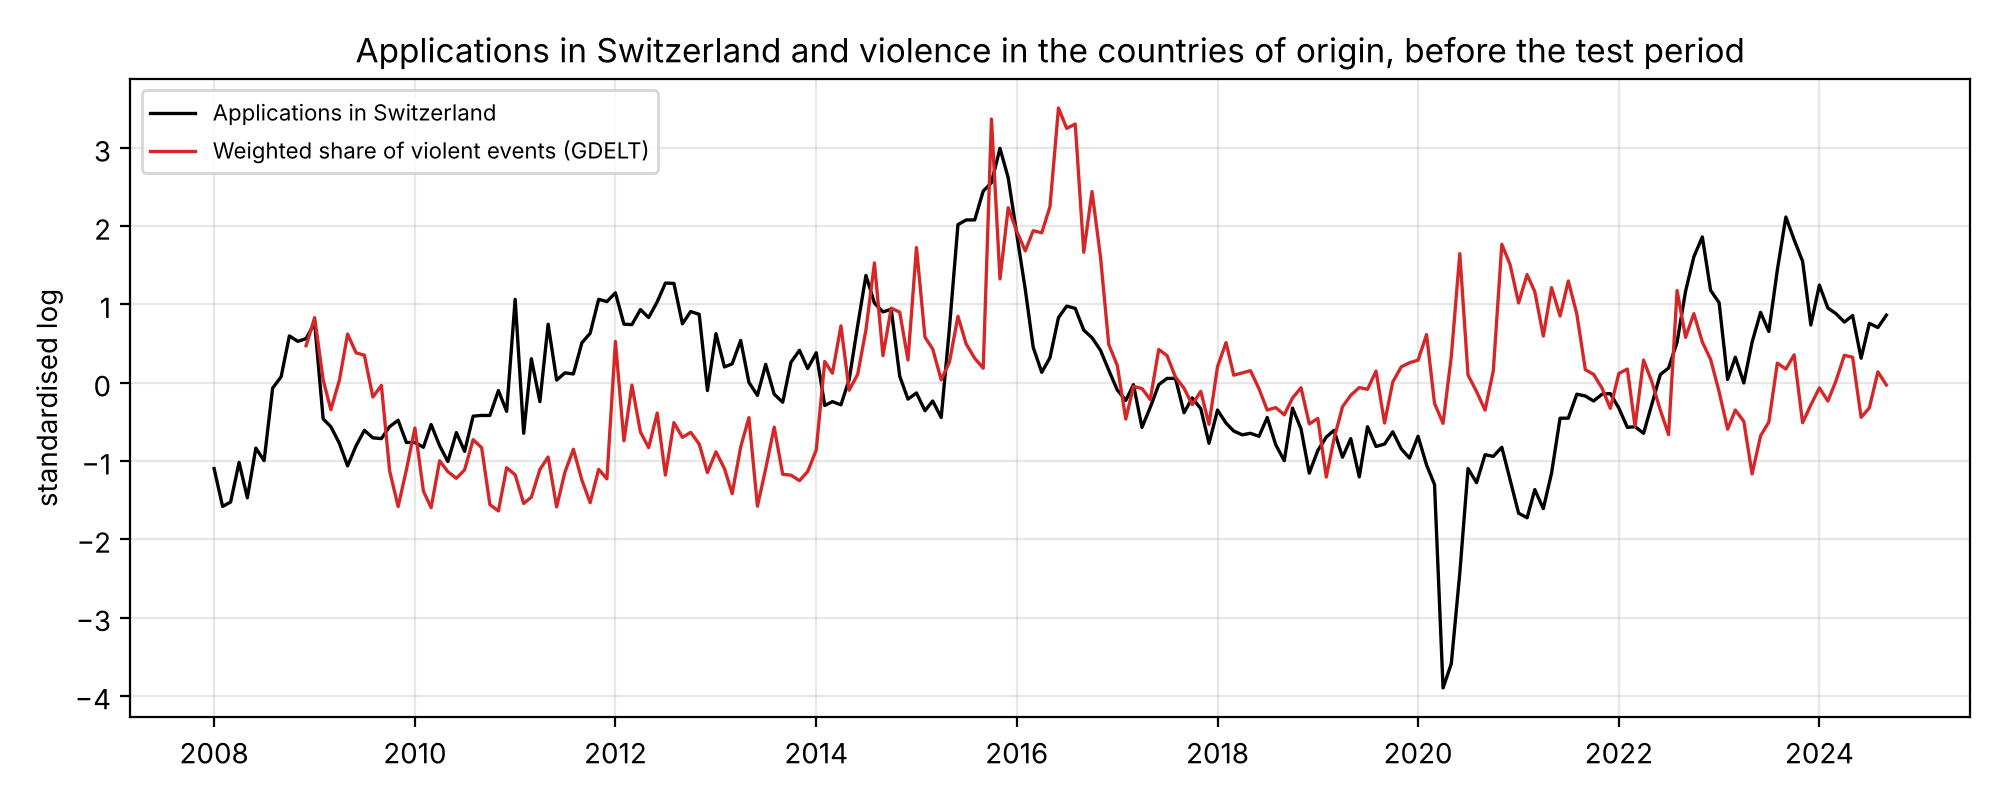 Applications in Switzerland and violence in the countries of origin, before the test period
Applications in Switzerland
Weighted share of violent events (GDELT)
standardised log
3
2
1
0
−1
−2
−3
−4
2008 2010 2012 2014 2016 2018 2020 2022 2024